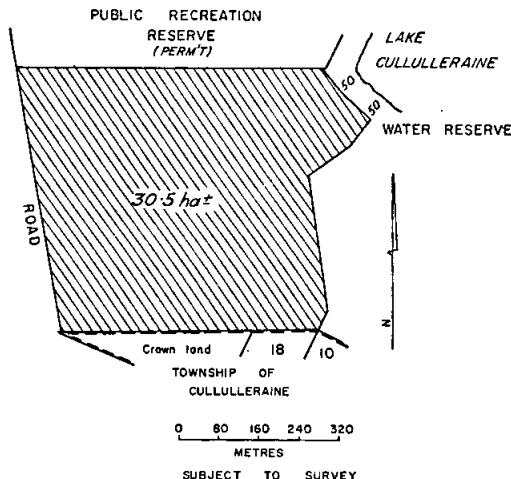 PUBLIC RECREATION
RESERVE
(PERM'T)
LAKE
CULLULLERAINE
50
50
WATER RESERVE
30·5 ha±
ROAD
N
Crown land
18
10
TOWNSHIP OF
CULLULLERAINE
0 80 160 240 320
METRES
SUBJECT TO SURVEY